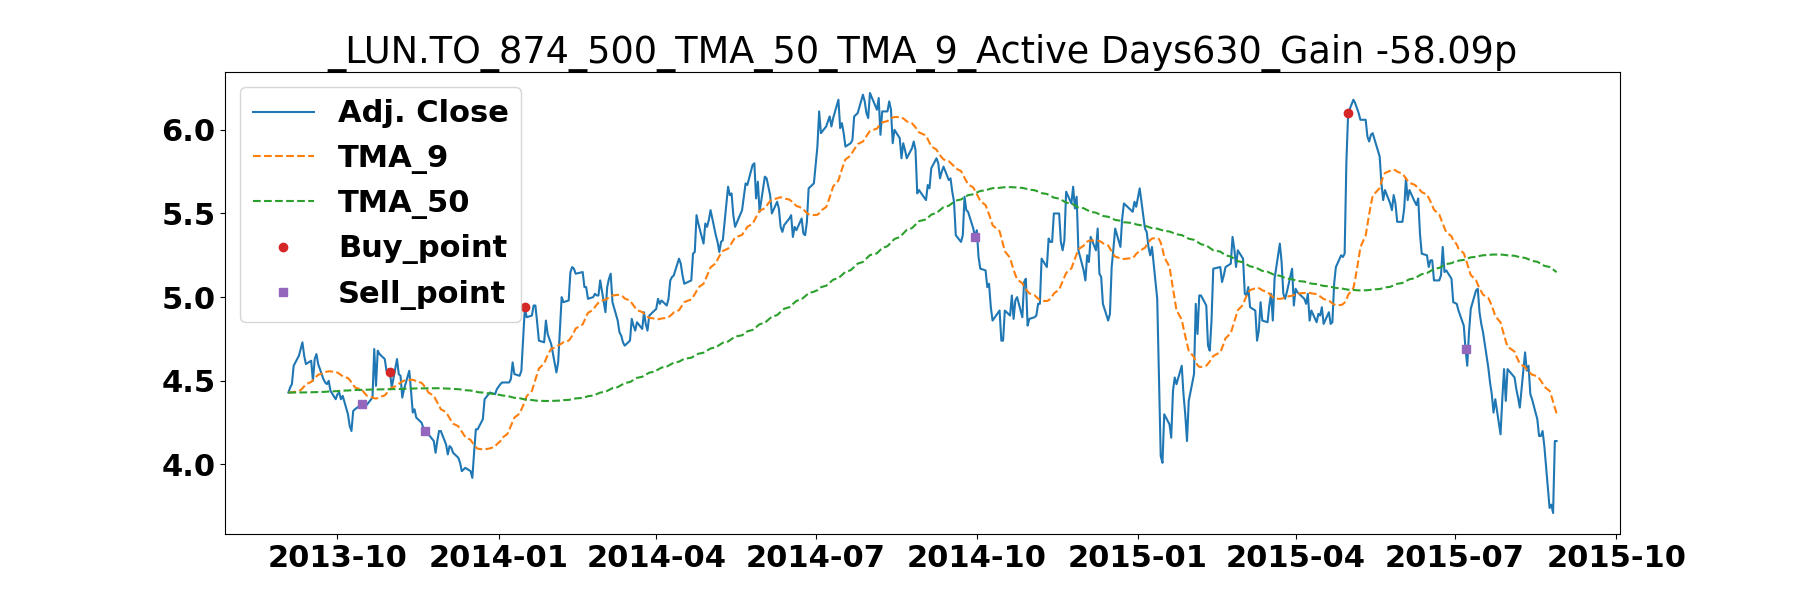 _LUN.TO_874_500_TMA_50_TMA_9_Active Days630_Gain -58.09p
Adj. Close
TMA_9
TMA_50
Buy_point
Sell_point
6.0
5.5
5.0
4.5
4.0
2013-10 2014-01 2014-04 2014-07 2014-10 2015-01 2015-04 2015-07 2015-10